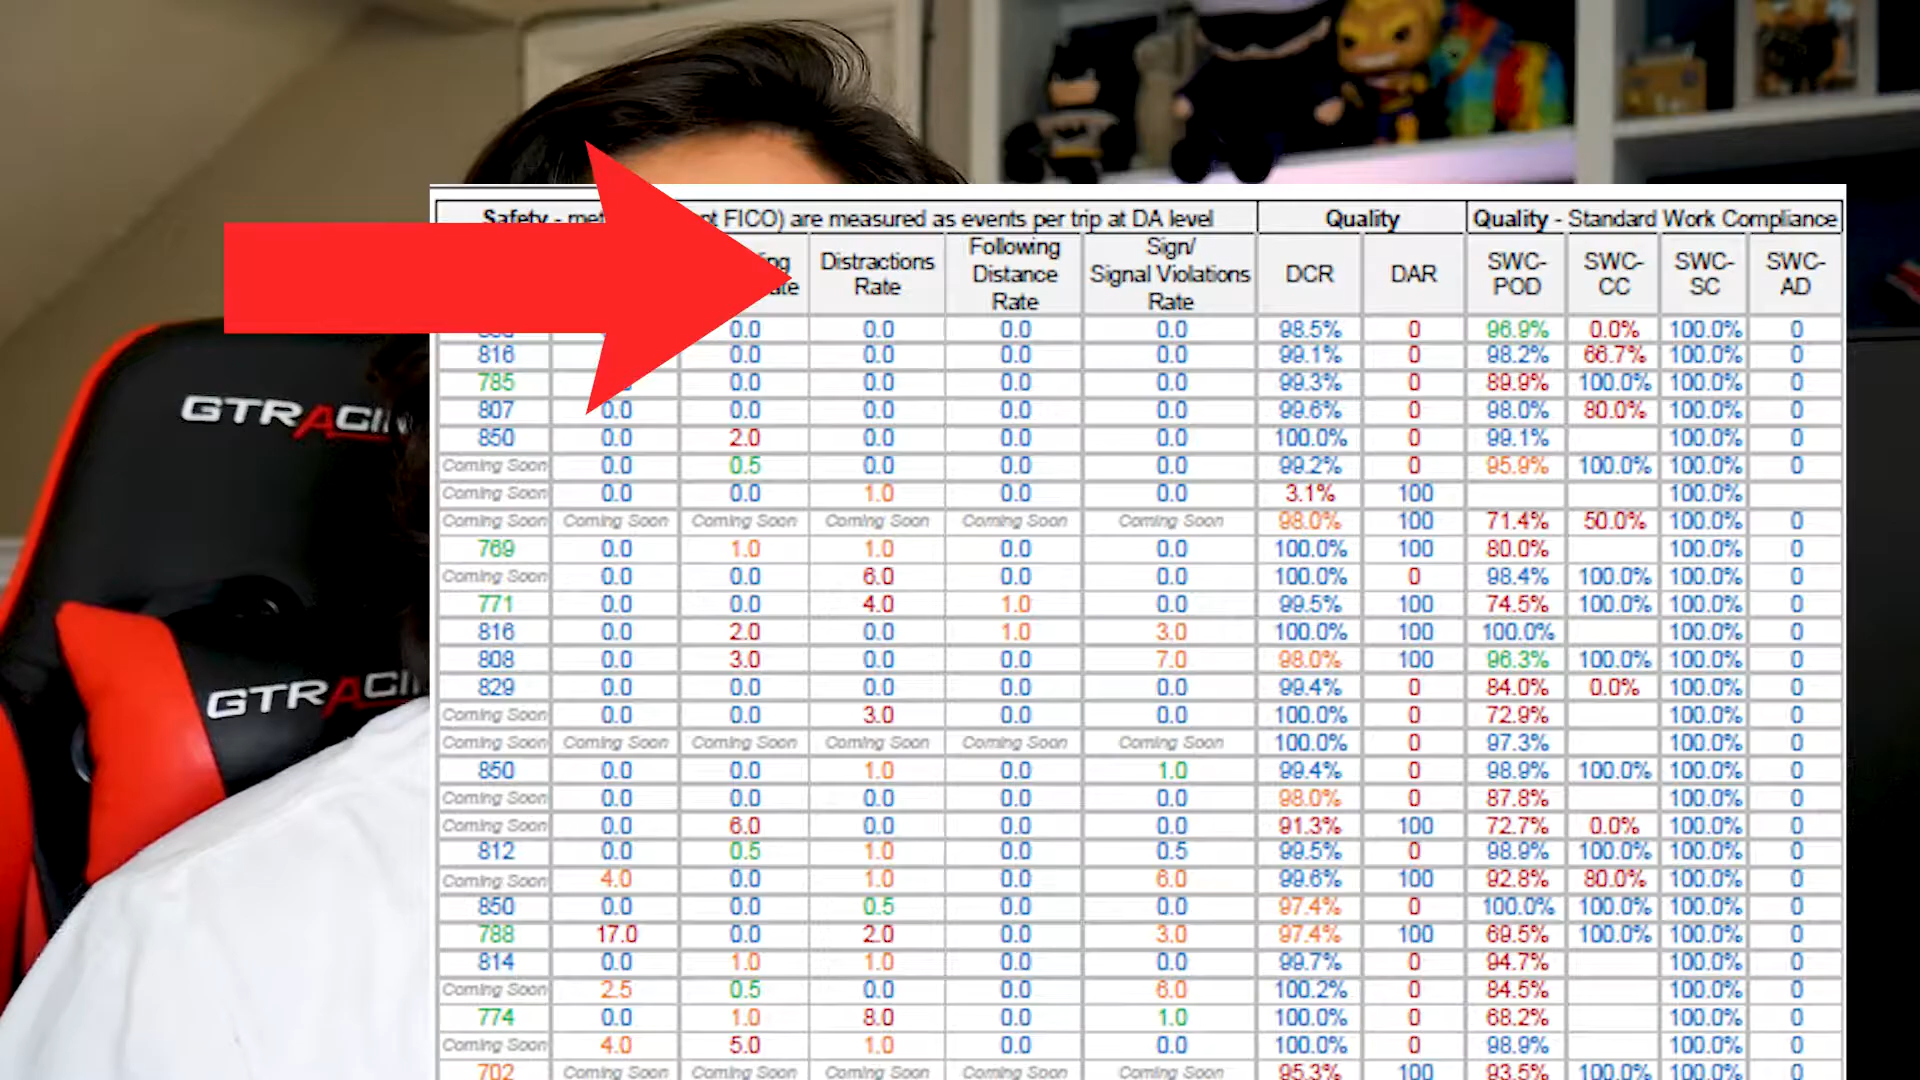 Safety - met pt FICO) are measured as events per trip at DA level Quality Quality - Standard Work Compliance
Distractions Rate Following Distance Rate Sign/ Signal Violations Rate DCR DAR SWC-POD SWC-CC SWC-SC SWC-AD
0.0 0.0 0.0 0.0 98.5% 0 96.9% 0.0% 100.0% 0
816 0.0 0.0 0.0 0.0 99.1% 0 98.2% 66.7% 100.0% 0
785 0.0 0.0 0.0 0.0 99.3% 0 89.9% 100.0% 100.0% 0
807 0.0 0.0 0.0 0.0 0.0 99.6% 0 98.0% 80.0% 100.0% 0
850 0.0 2.0 0.0 0.0 0.0 100.0% 0 99.1% 100.0% 0
Coming Soon 0.0 0.5 0.0 0.0 0.0 99.2% 0 95.9% 100.0% 100.0% 0
Coming Soon 0.0 0.0 1.0 0.0 0.0 3.1% 100 100.0%
Coming Soon Coming Soon Coming Soon Coming Soon Coming Soon Coming Soon 98.0% 100 71.4% 50.0% 100.0% 0
769 0.0 1.0 1.0 0.0 0.0 100.0% 100 80.0% 100.0% 0
Coming Soon 0.0 0.0 6.0 0.0 0.0 100.0% 0 98.4% 100.0% 100.0% 0
771 0.0 0.0 4.0 1.0 0.0 99.5% 100 74.5% 100.0% 100.0% 0
816 0.0 2.0 0.0 1.0 3.0 100.0% 100 100.0% 100.0% 0
808 0.0 3.0 0.0 0.0 7.0 98.0% 100 96.3% 100.0% 100.0% 0
829 0.0 0.0 0.0 0.0 0.0 99.4% 0 84.0% 0.0% 100.0% 0
Coming Soon 0.0 0.0 3.0 0.0 0.0 100.0% 0 72.9% 100.0% 0
Coming Soon Coming Soon Coming Soon Coming Soon Coming Soon Coming Soon 100.0% 0 97.3% 100.0% 0
850 0.0 0.0 1.0 0.0 1.0 99.4% 0 98.9% 100.0% 100.0% 0
Coming Soon 0.0 0.0 0.0 0.0 0.0 98.0% 0 87.8% 100.0% 0
Coming Soon 0.0 6.0 0.0 0.0 0.0 91.3% 100 72.7% 0.0% 100.0% 0
812 0.0 0.5 1.0 0.0 0.5 99.5% 0 98.9% 100.0% 100.0% 0
Coming Soon 4.0 0.0 1.0 0.0 6.0 99.6% 100 92.8% 80.0% 100.0% 0
850 0.0 0.0 0.5 0.0 0.0 97.4% 0 100.0% 100.0% 100.0% 0
788 17.0 0.0 2.0 0.0 3.0 97.4% 100 69.5% 100.0% 100.0% 0
814 0.0 1.0 1.0 0.0 0.0 99.7% 0 94.7% 100.0% 0
Coming Soon 2.5 0.5 0.0 0.0 6.0 100.2% 0 84.5% 100.0% 0
774 0.0 1.0 8.0 0.0 1.0 100.0% 0 68.2% 100.0% 0
Coming Soon 4.0 5.0 1.0 0.0 0.0 100.0% 0 98.9% 100.0% 0
702 Coming Soon Coming Soon Coming Soon Coming Soon Coming Soon 95.3% 100 93.5% 100.0% 100.0% 0
GTRACIN
GTRACI